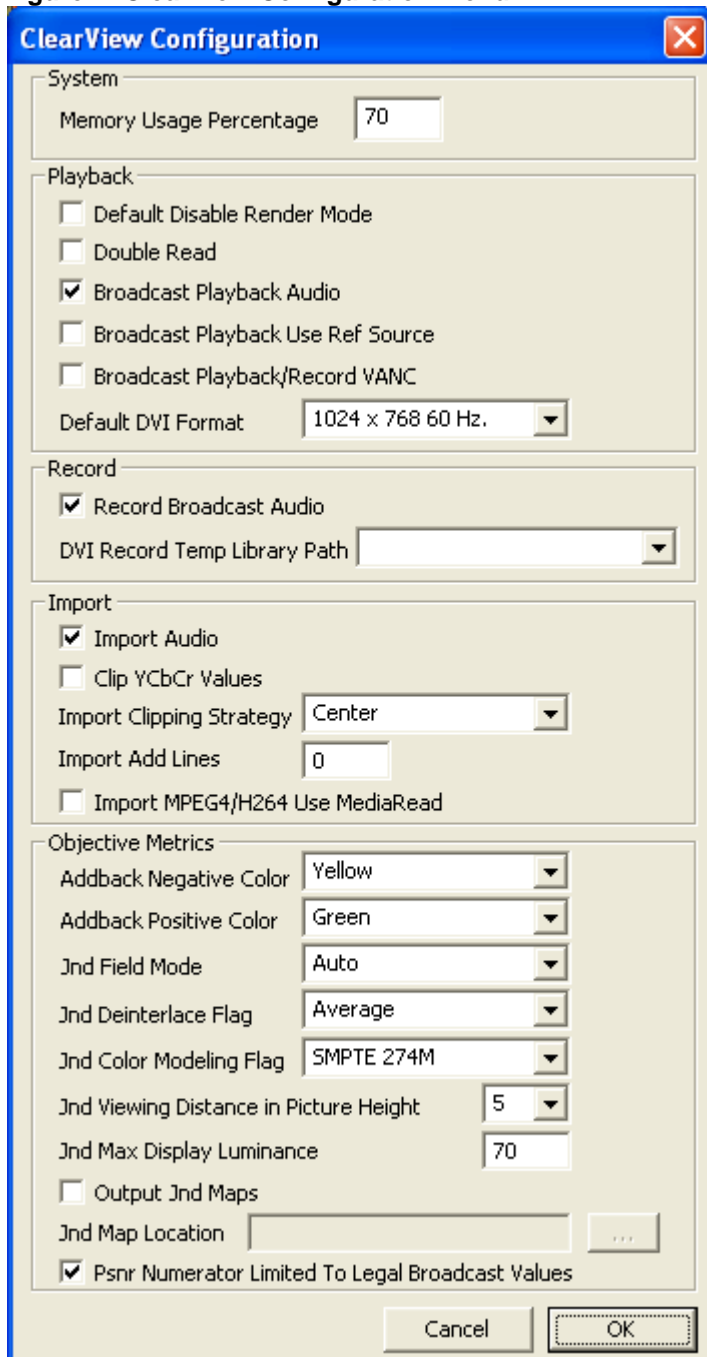 ClearView Configuration
System
Memory Usage Percentage 70
Playback
Default Disable Render Mode
Double Read
Broadcast Playback Audio
Broadcast Playback Use Ref Source
Broadcast Playback/Record VANC
Default DVI Format 1024 x 768 60 Hz.
Record
Record Broadcast Audio
DVI Record Temp Library Path
Import
Import Audio
Clip YCbCr Values
Import Clipping Strategy Center
Import Add Lines 0
Import MPEG4/H264 Use MediaRead
Objective Metrics
Addback Negative Color Yellow
Addback Positive Color Green
Jnd Field Mode Auto
Jnd Deinterlace Flag Average
Jnd Color Modeling Flag SMPTE 274M
Jnd Viewing Distance in Picture Height 5
Jnd Max Display Luminance 70
Output Jnd Maps
Jnd Map Location ...
Psnr Numerator Limited To Legal Broadcast Values
Cancel OK